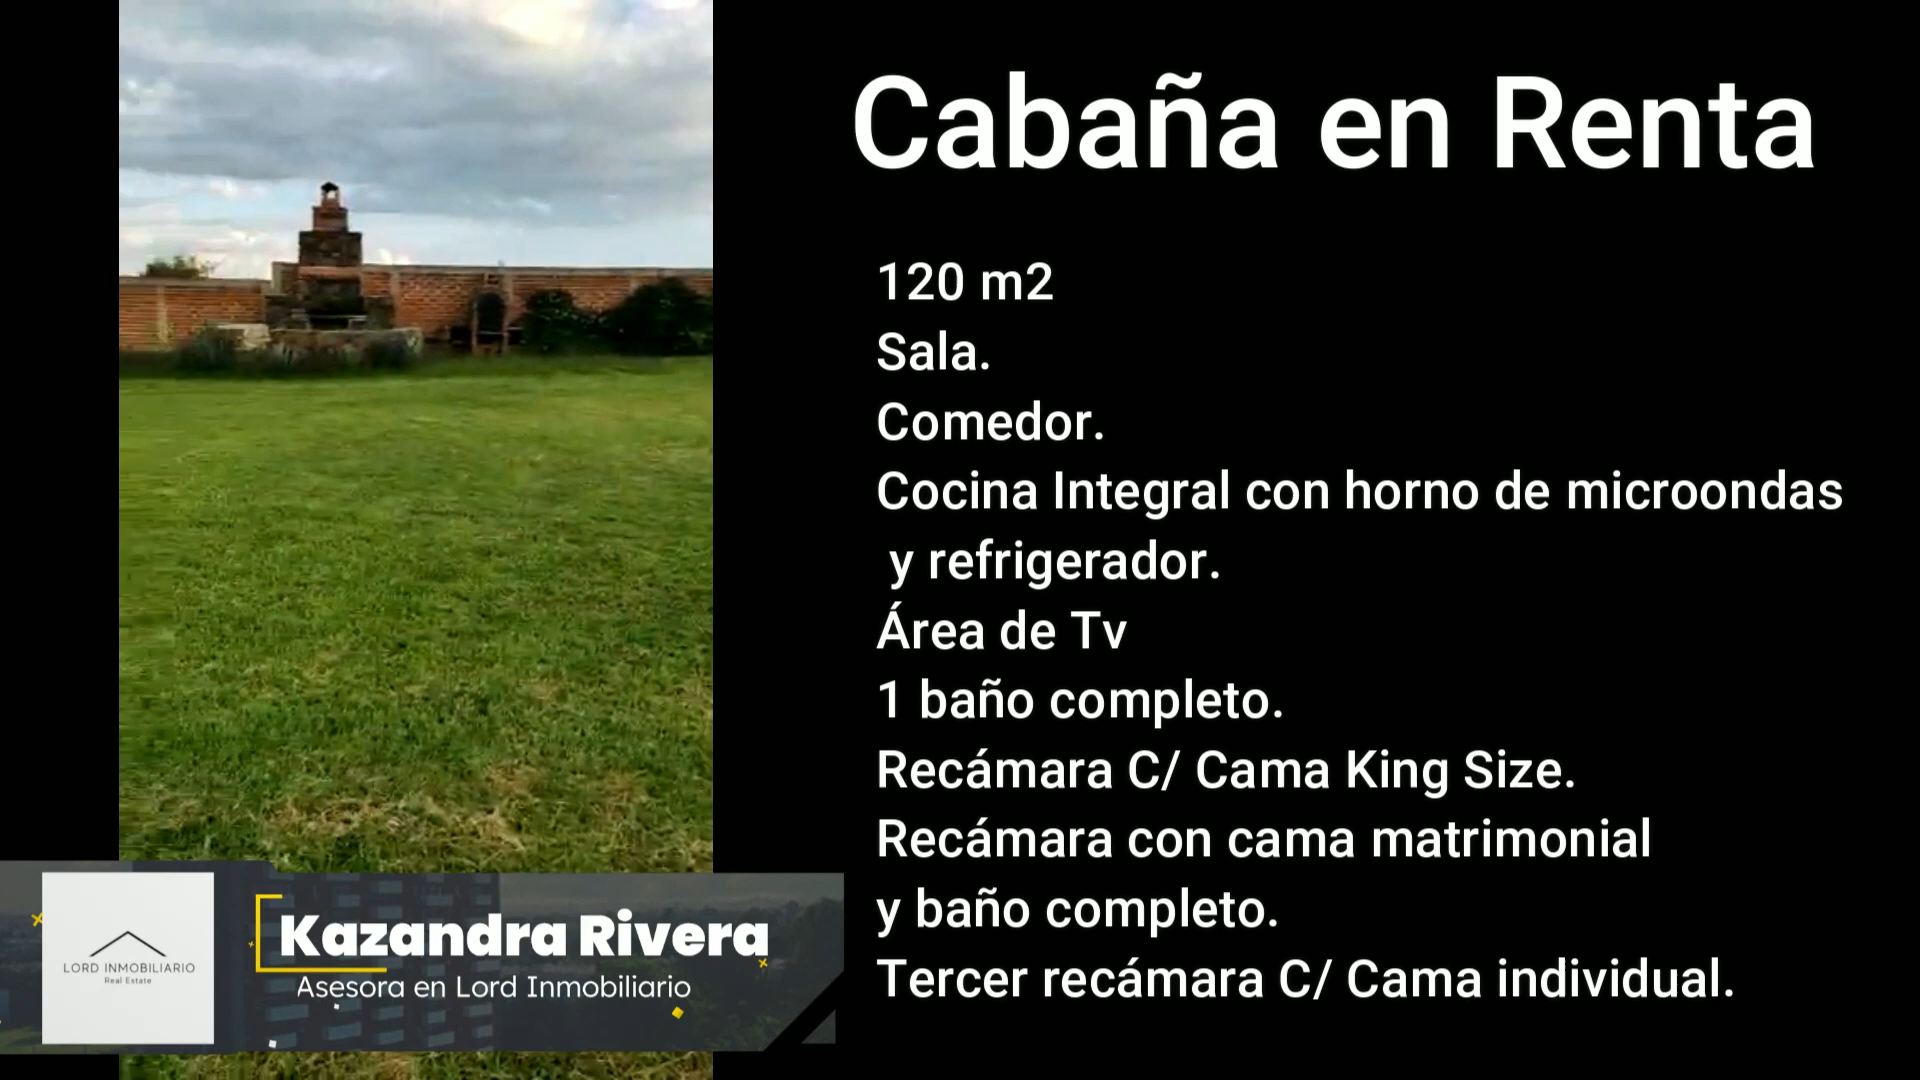 Cabaña en Renta
120 m2
Sala.
Comedor.
Cocina Integral con horno de microondas
y refrigerador.
Área de Tv
1 baño completo.
Recámara C/ Cama King Size.
Recámara con cama matrimonial
y baño completo.
Tercer recámara C/ Cama individual.
LORD INMOBILIARIO
Real Estate
Kazandra Rivera
Asesora en Lord Inmobiliario